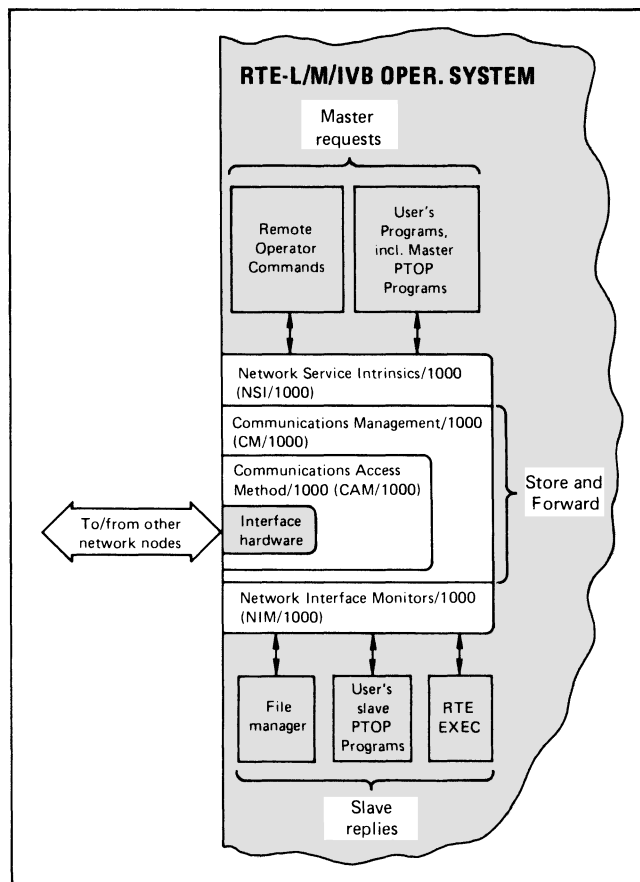 RTE-L/M/IVB OPER. SYSTEM
Master
requests
Remote
Operator
Commands
User's
Programs,
incl. Master
PTOP
Programs
Network Service Intrinsics/1000
(NSI/1000)
Communications Management/1000
(CM/1000)
Communications Access
Method/1000 (CAM/1000)
Interface
hardware
To/from other
network nodes
Store and
Forward
Network Interface Monitors/1000
(NIM/1000)
File
manager
User's
slave
PTOP
Programs
RTE
EXEC
Slave
replies